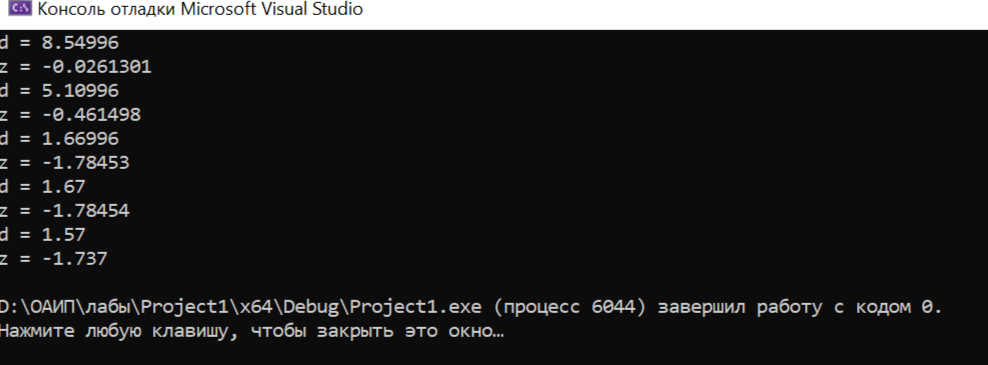 C:\ Консоль отладки Microsoft Visual Studio
d = 8.54996
z = -0.0261301
d = 5.10996
z = -0.461498
d = 1.66996
z = -1.78453
d = 1.67
z = -1.78454
d = 1.57
z = -1.737
D:\ОАИП\лабы\Project1\x64\Debug\Project1.exe (процесс 6044) завершил работу с кодом 0.
Нажмите любую клавишу, чтобы закрыть это окно…